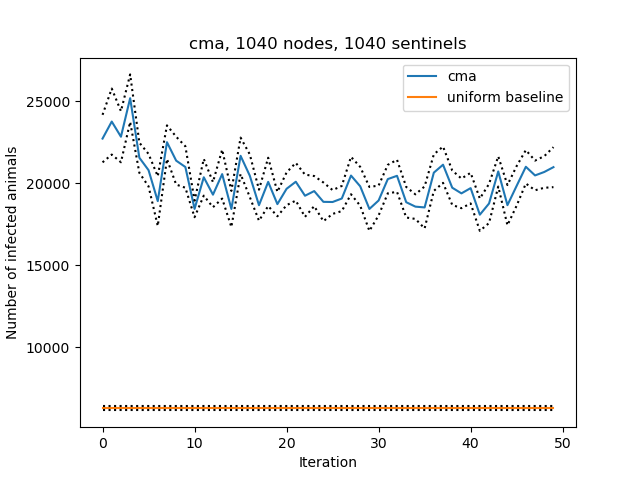 cma, 1040 nodes, 1040 sentinels
cma
uniform baseline
Number of infected animals
25000
20000
15000
10000
0
10
20
30
40
50
Iteration